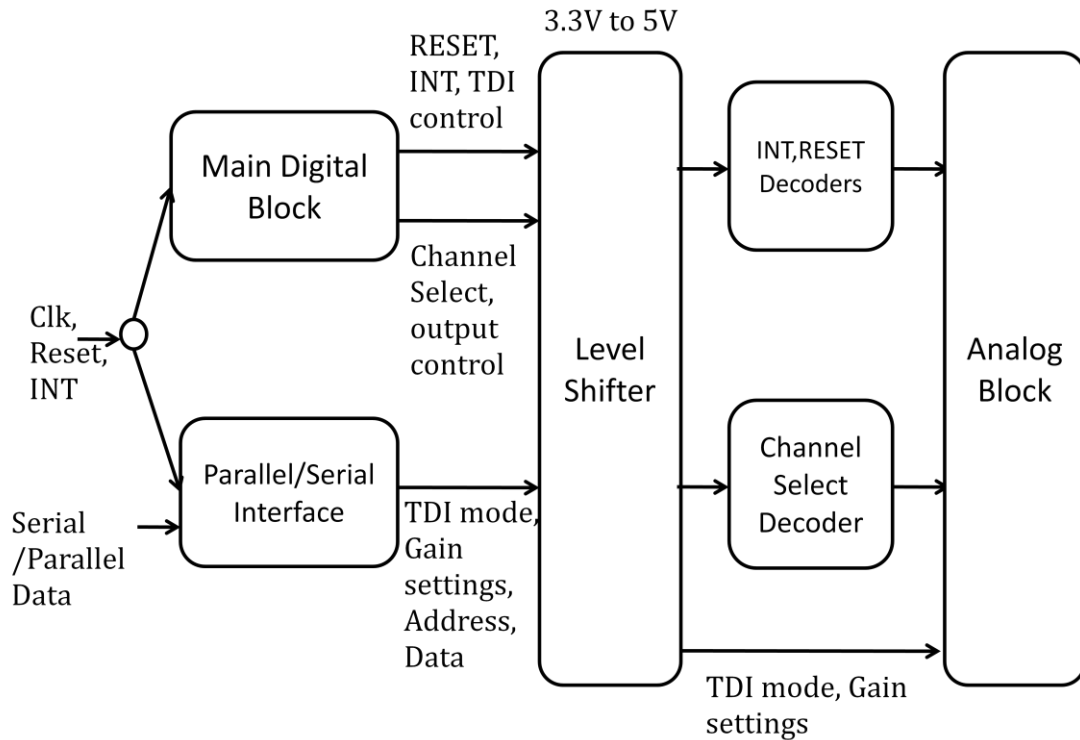 3.3V to 5V
RESET,
INT, TDI
control
Main Digital
Block
Channel
Select,
output
control
Clk,
Reset,
INT
Parallel/Serial
Interface
Serial
/Parallel
Data
TDI mode,
Gain
settings,
Address,
Data
Level
Shifter
INT,RESET
Decoders
Channel
Select
Decoder
TDI mode, Gain
settings
Analog
Block